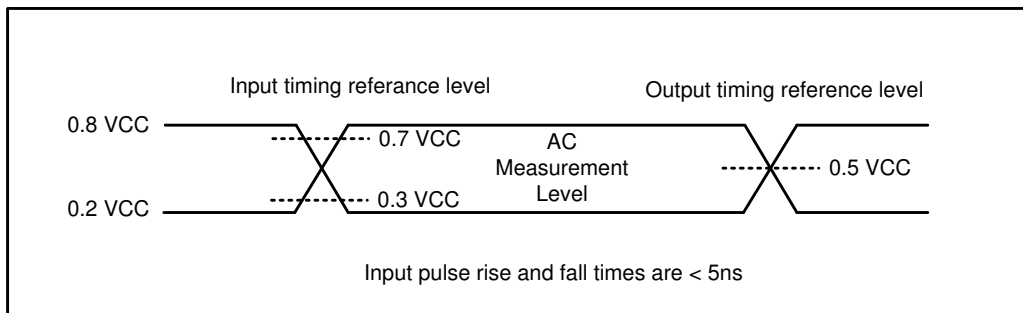 Input timing referance level
Output timing reference level
0.8 VCC
0.7 VCC
AC
Measurement
Level
0.5 VCC
0.2 VCC
0.3 VCC
Input pulse rise and fall times are < 5ns